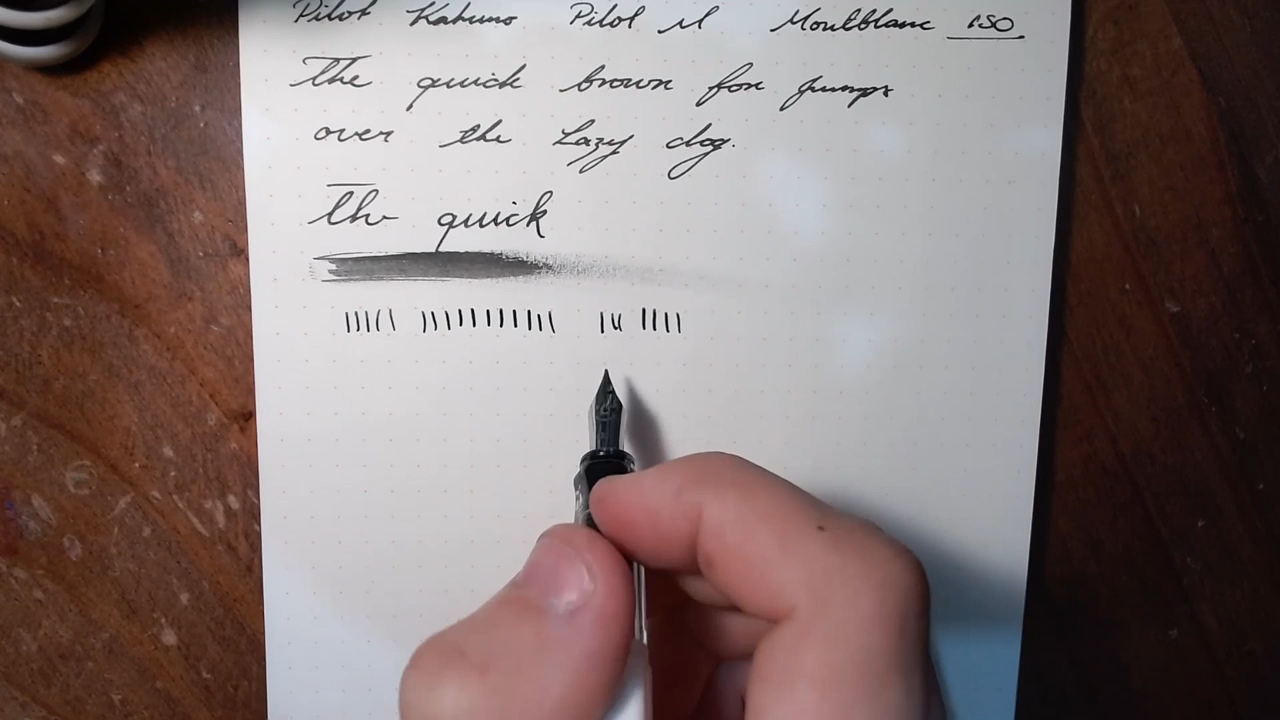 Pilot Kakuno Pilot M Montblanc 150
The quick brown fox jumps
over the Lazy dog.
The quick